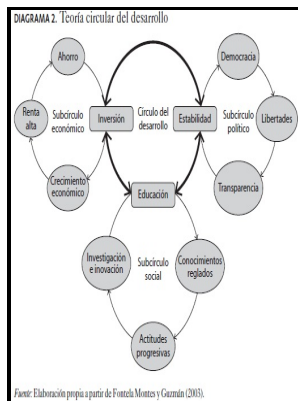 DIAGRAMA 2. Teoría circular del desarrollo
Ahorro
Renta
alta
Subcírculo
económico
Inversión
Crecimiento
económico
Círculo del
desarrollo
Democracia
Estabilidad
Subcírculo
político
Libertades
Transparencia
Educación
Investigación
e inovación
Subcírculo
social
Conocimientos
reglados
Actitudes
progresivas
Fuente: Elaboración propia a partir de Fontela Montes y Guzmán (2003).